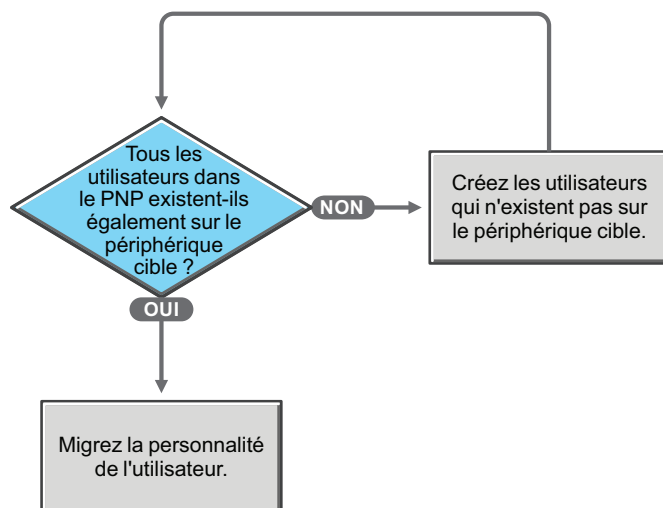 Tous les
utilisateurs dans
le PNP existent-ils
également sur le
périphérique
cible ?
NON
Créez les utilisateurs
qui n'existent pas sur
le périphérique cible.
OUI
Migrez la personnalité
de l'utilisateur.